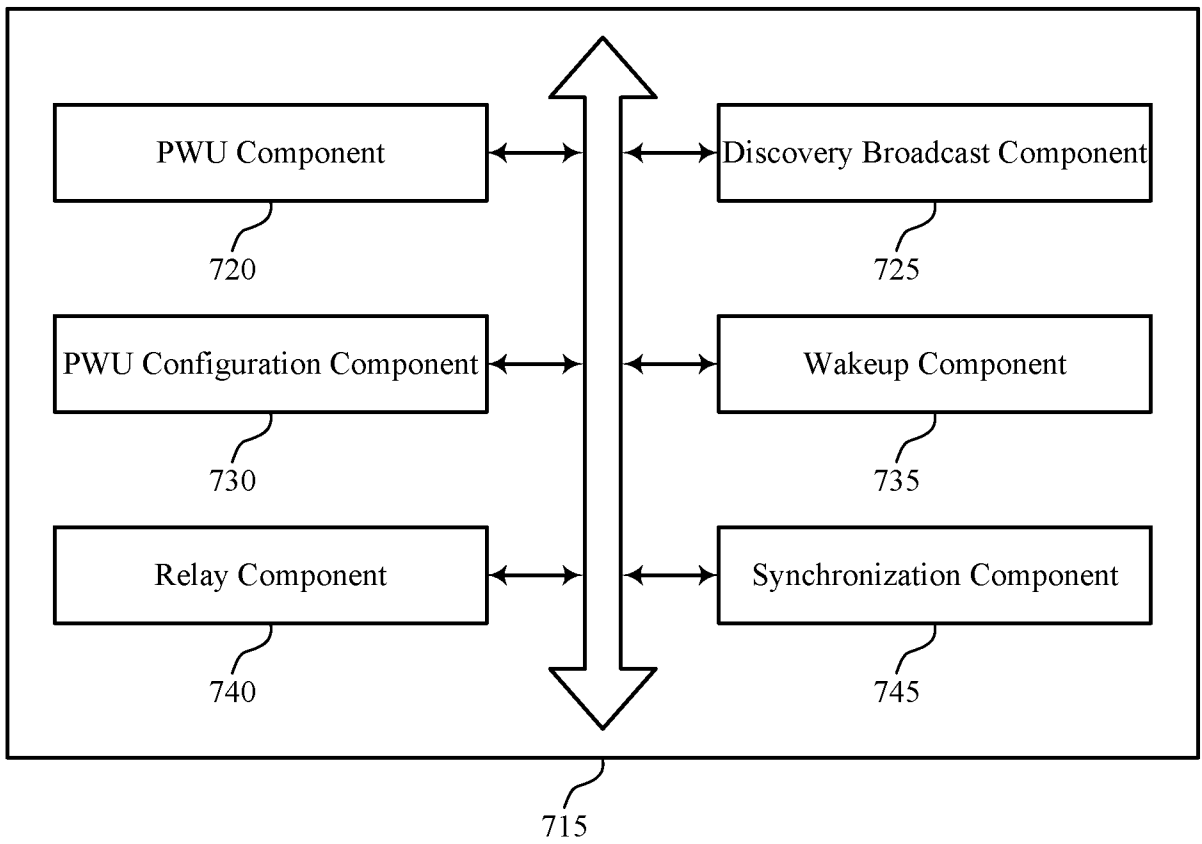 PWU Component
720
Discovery Broadcast Component
725
PWU Configuration Component
730
Wakeup Component
735
Relay Component
740
Synchronization Component
745
715